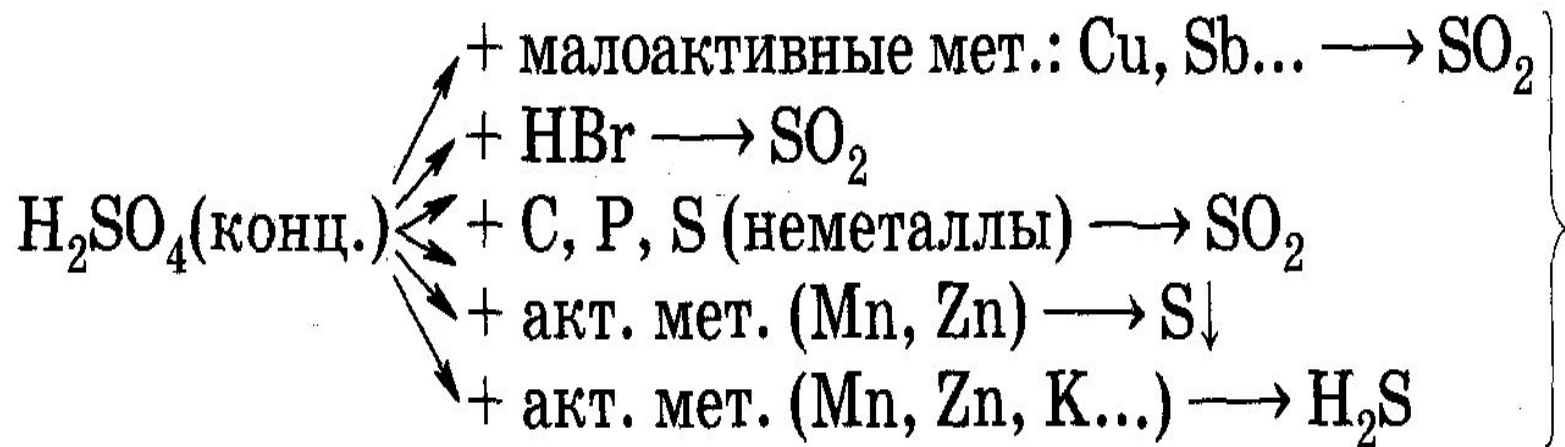 + малоактивные мет.: Cu, Sb... ⟶ SO₂
+ HBr ⟶ SO₂
H₂SO₄(конц.) + C, P, S (неметаллы) ⟶ SO₂
+ акт. мет. (Mn, Zn) ⟶ S↓
+ акт. мет. (Mn, Zn, K...) ⟶ H₂S